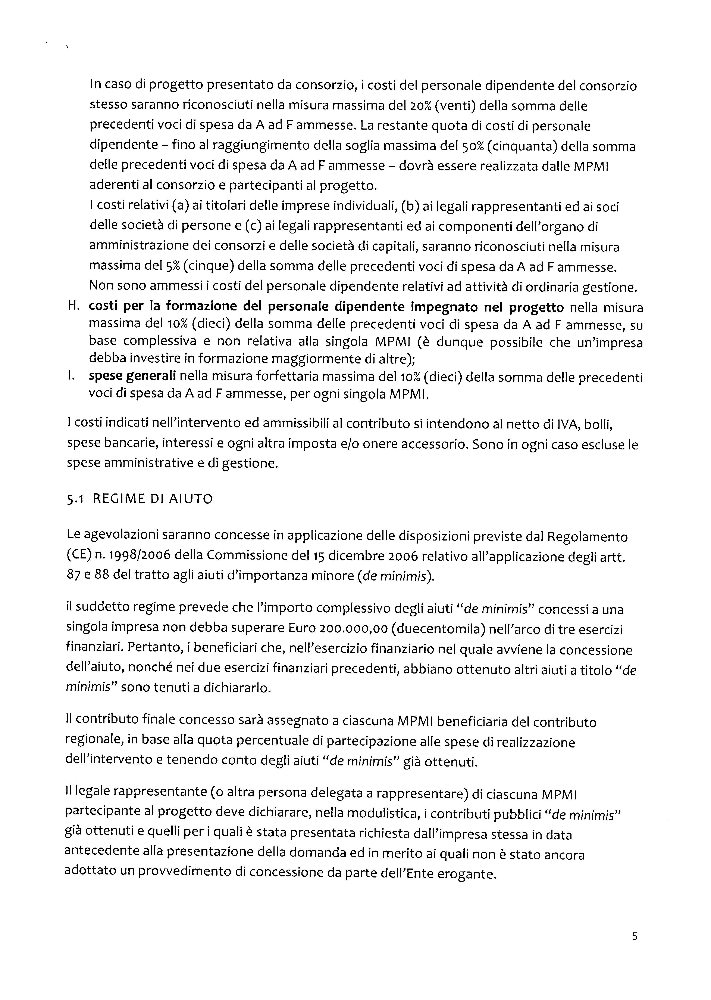 In caso di progetto presentato da consorzio, i costi del personale dipendente del consorzio
stesso saranno riconosciuti nella misura massima del 20% (venti) della somma delle
precedenti voci di spesa da A ad F ammesse. La restante quota di costi di personale
dipendente – fino al raggiungimento della soglia massima del 50% (cinquanta) della somma
delle precedenti voci di spesa da A ad F ammesse – dovrà essere realizzata dalle MPMI
aderenti al consorzio e partecipanti al progetto.
I costi relativi (a) ai titolari delle imprese individuali, (b) ai legali rappresentanti ed ai soci
delle società di persone e (c) ai legali rappresentanti ed ai componenti dell'organo di
amministrazione dei consorzi e delle società di capitali, saranno riconosciuti nella misura
massima del 5% (cinque) della somma delle precedenti voci di spesa da A ad F ammesse.
Non sono ammessi i costi del personale dipendente relativi ad attività di ordinaria gestione.
H. costi per la formazione del personale dipendente impegnato nel progetto nella misura
massima del 10% (dieci) della somma delle precedenti voci di spesa da A ad F ammesse, su
base complessiva e non relativa alla singola MPMI (è dunque possibile che un'impresa
debba investire in formazione maggiormente di altre);
I. spese generali nella misura forfettaria massima del 10% (dieci) della somma delle precedenti
voci di spesa da A ad F ammesse, per ogni singola MPMI.
I costi indicati nell'intervento ed ammissibili al contributo si intendono al netto di IVA, bolli,
spese bancarie, interessi e ogni altra imposta e/o onere accessorio. Sono in ogni caso escluse le
spese amministrative e di gestione.
5.1 REGIME DI AIUTO
Le agevolazioni saranno concesse in applicazione delle disposizioni previste dal Regolamento
(CE) n. 1998/2006 della Commissione del 15 dicembre 2006 relativo all'applicazione degli artt.
87 e 88 del tratto agli aiuti d'importanza minore (de minimis).
il suddetto regime prevede che l'importo complessivo degli aiuti “de minimis” concessi a una
singola impresa non debba superare Euro 200.000,00 (duecentomila) nell'arco di tre esercizi
finanziari. Pertanto, i beneficiari che, nell'esercizio finanziario nel quale avviene la concessione
dell'aiuto, nonché nei due esercizi finanziari precedenti, abbiano ottenuto altri aiuti a titolo “de
minimis” sono tenuti a dichiararlo.
Il contributo finale concesso sarà assegnato a ciascuna MPMI beneficiaria del contributo
regionale, in base alla quota percentuale di partecipazione alle spese di realizzazione
dell'intervento e tenendo conto degli aiuti “de minimis” già ottenuti.
Il legale rappresentante (o altra persona delegata a rappresentare) di ciascuna MPMI
partecipante al progetto deve dichiarare, nella modulistica, i contributi pubblici “de minimis”
già ottenuti e quelli per i quali è stata presentata richiesta dall'impresa stessa in data
antecedente alla presentazione della domanda ed in merito ai quali non è stato ancora
adottato un provvedimento di concessione da parte dell'Ente erogante.
5